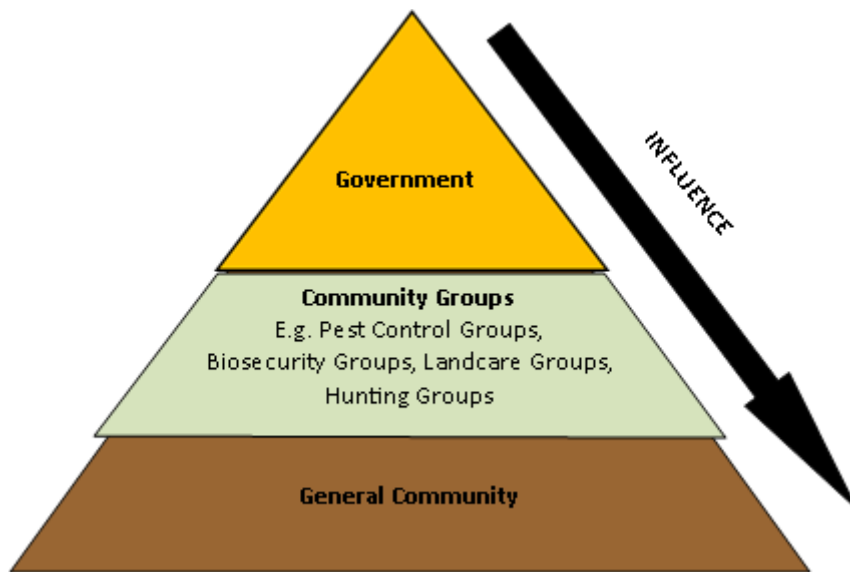 Government
INFLUENCE
Community Groups
E.g. Pest Control Groups,
Biosecurity Groups, Landcare Groups,
Hunting Groups
General Community